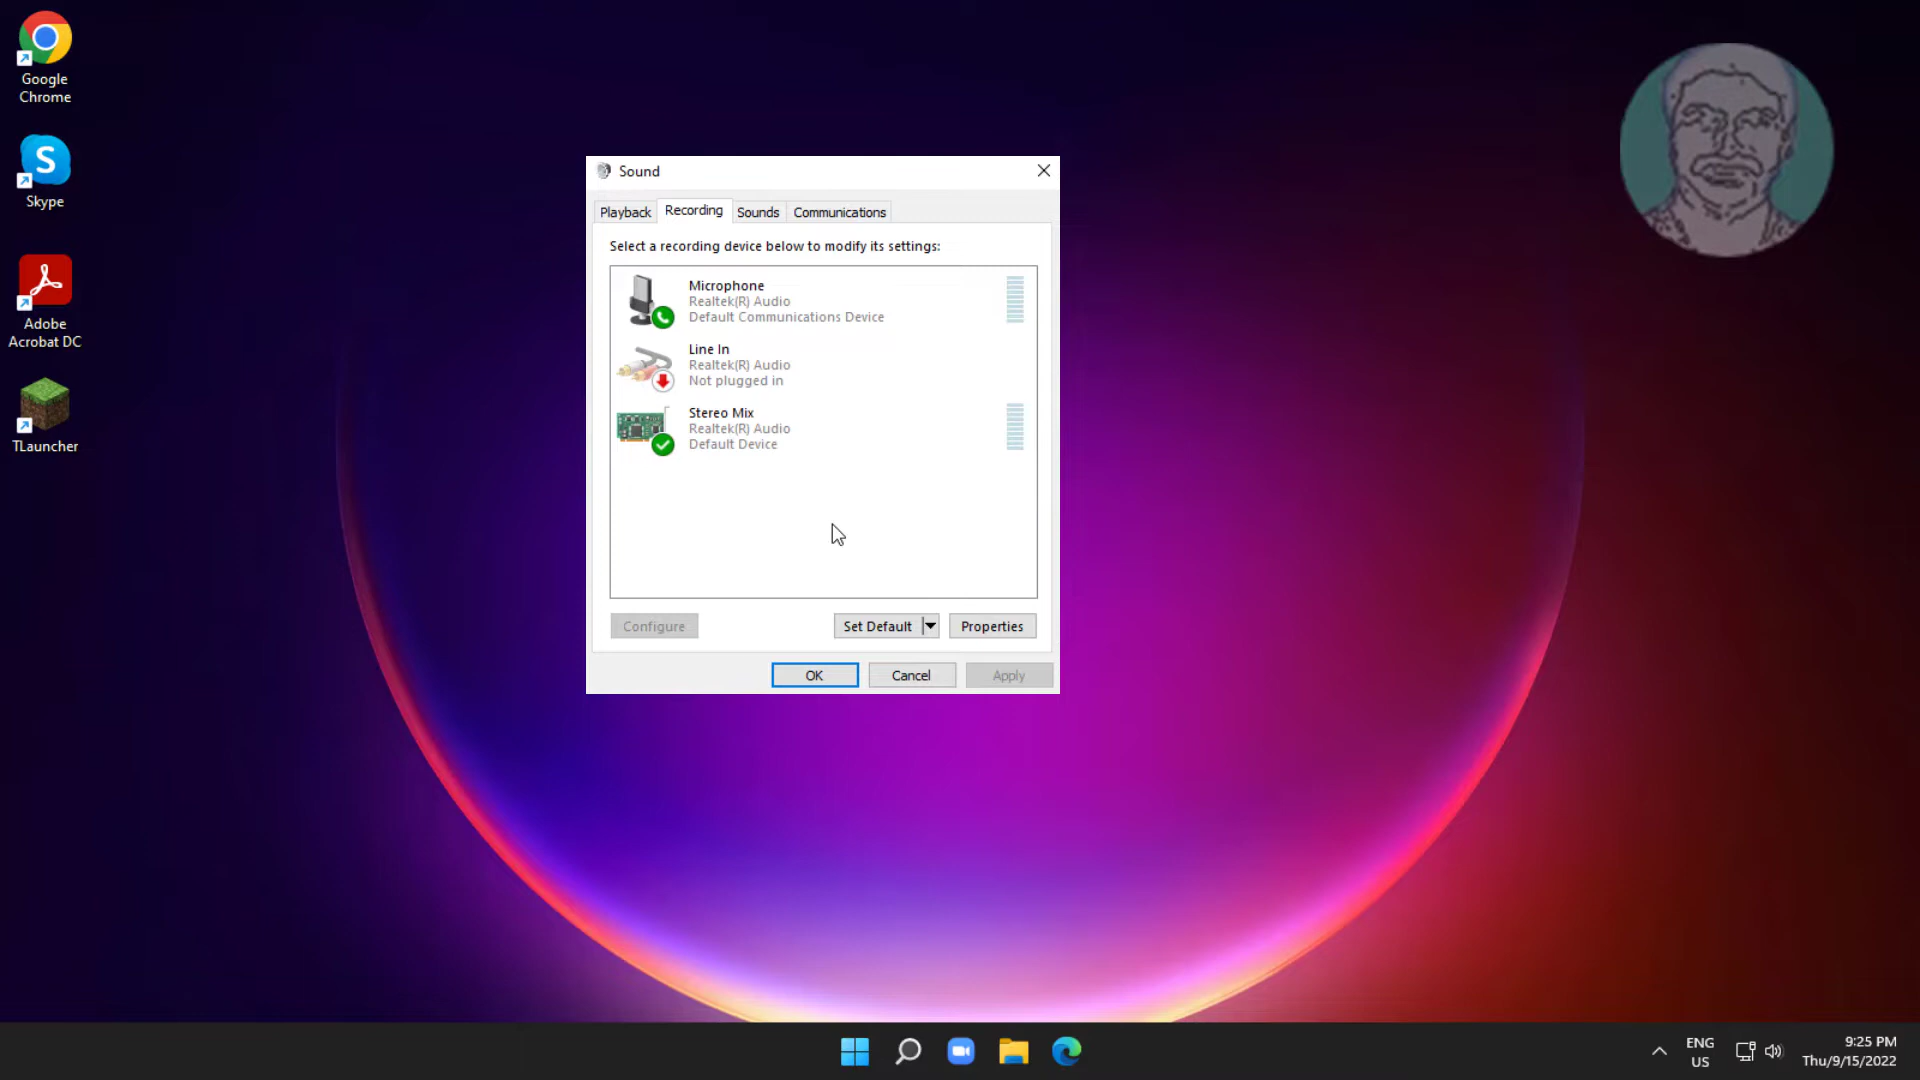 Google
Chrome
Skype
Adobe
Acrobat DC
TLauncher
Sound
Playback
Recording
Sounds
Communications
Select a recording device below to modify its settings:
Microphone
Realtek(R) Audio
Default Communications Device
Line In
Realtek(R) Audio
Not plugged in
Stereo Mix
Realtek(R) Audio
Default Device
Configure
Set Default
Properties
OK
Cancel
Apply
ENG
US
9:25 PM
Thu/9/15/2022